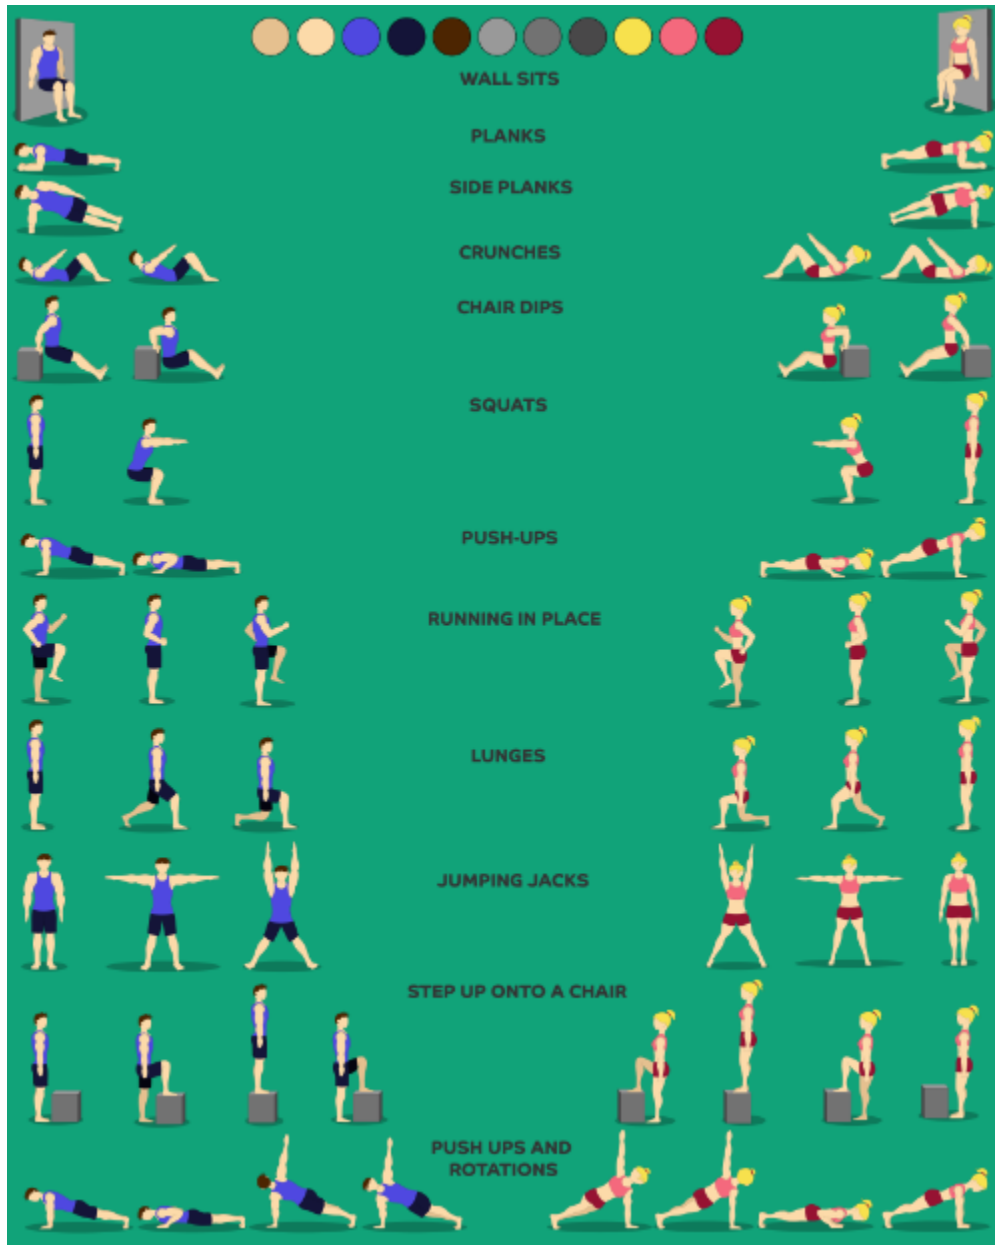 WALL SITS
PLANKS
SIDE PLANKS
CRUNCHES
CHAIR DIPS
SQUATS
PUSH-UPS
RUNNING IN PLACE
LUNGES
JUMPING JACKS
STEP UP ONTO A CHAIR
PUSH UPS AND
ROTATIONS